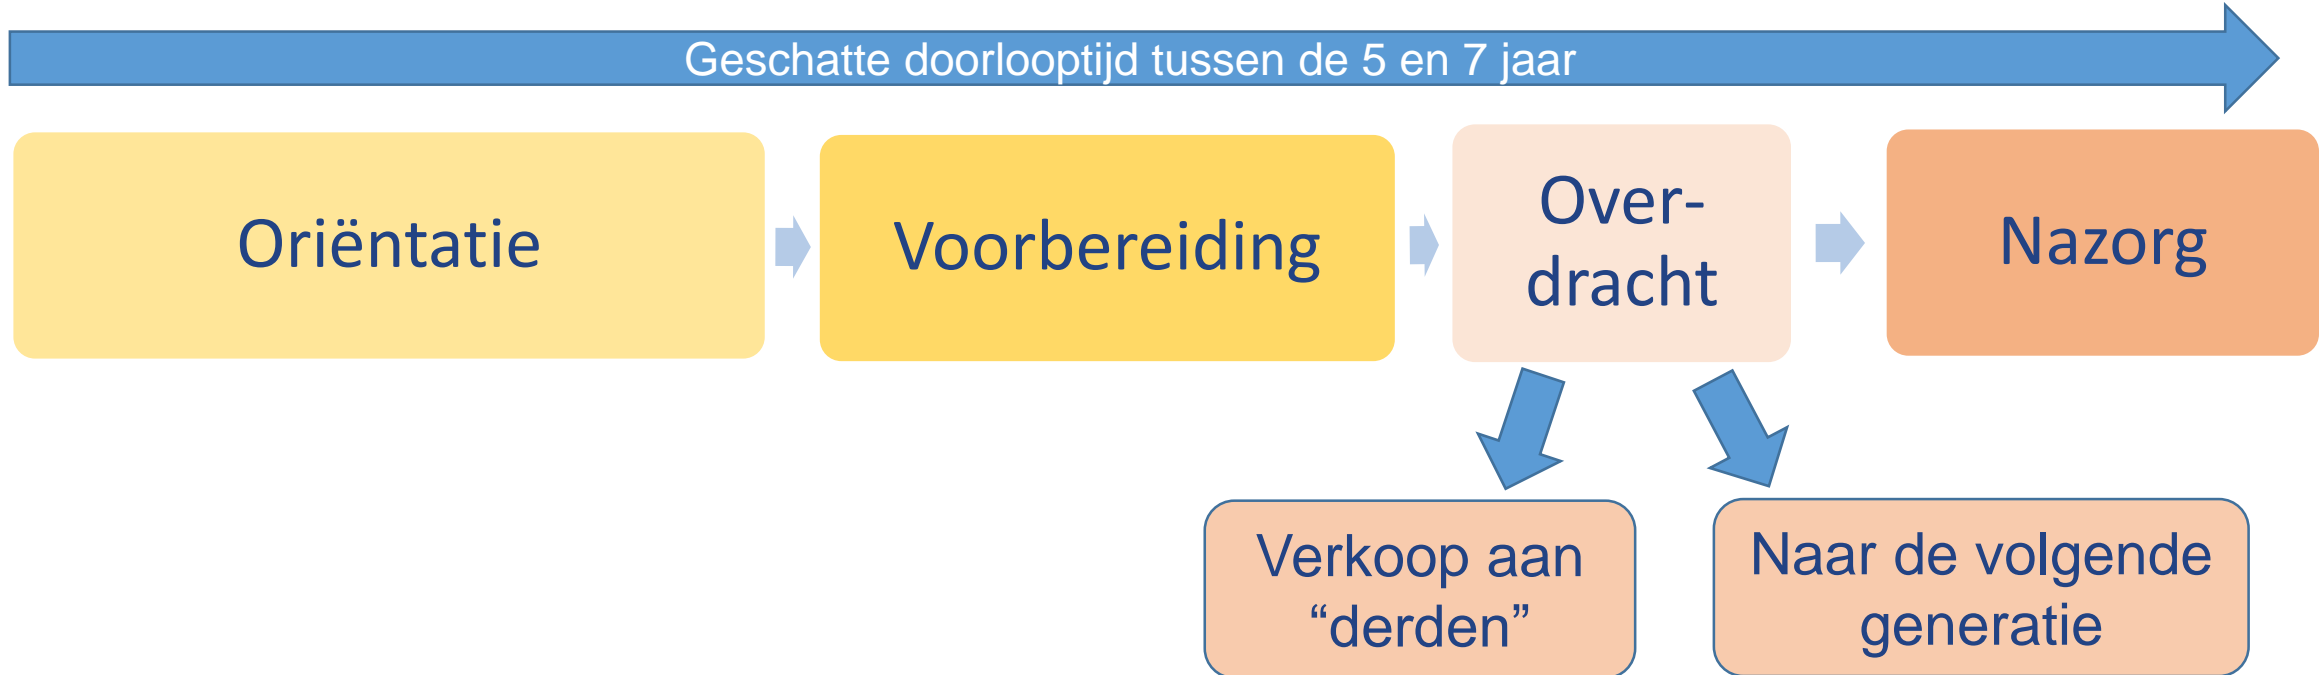 Geschatte doorlooptijd tussen de 5 en 7 jaar
Oriëntatie
Voorbereiding
Over-
dracht
Nazorg
Verkoop aan
“derden”
Naar de volgende
generatie